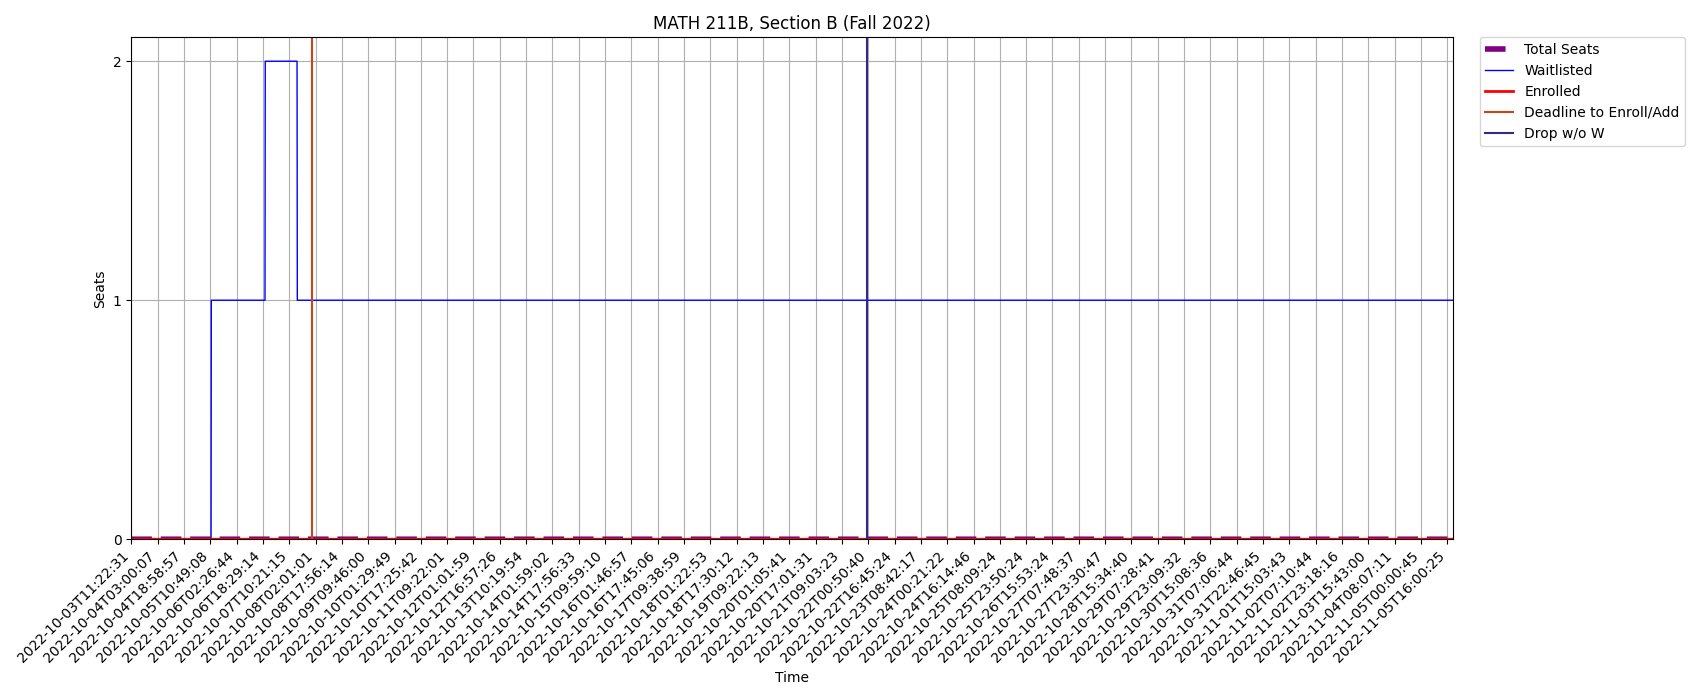 MATH 211B, Section B (Fall 2022)
Total Seats
Waitlisted
Enrolled
Deadline to Enroll/Add
Drop w/o W
Seats
2
1
0
2022-10-03T11:22:31
2022-10-04T03:00:07
2022-10-04T18:58:57
2022-10-05T10:49:08
2022-10-06T02:26:44
2022-10-06T18:29:14
2022-10-07T10:21:15
2022-10-08T02:01:01
2022-10-08T17:56:14
2022-10-09T09:46:00
2022-10-10T01:29:49
2022-10-10T17:25:42
2022-10-11T09:22:01
2022-10-12T01:01:59
2022-10-12T16:57:26
2022-10-13T10:19:54
2022-10-14T01:59:02
2022-10-14T17:56:33
2022-10-15T09:59:10
2022-10-16T01:46:57
2022-10-16T17:45:06
2022-10-17T09:38:59
2022-10-18T01:22:53
2022-10-18T17:30:12
2022-10-19T09:22:13
2022-10-20T01:05:41
2022-10-20T17:01:31
2022-10-21T09:03:23
2022-10-22T00:50:40
2022-10-22T16:45:24
2022-10-23T08:42:17
2022-10-24T00:21:22
2022-10-24T16:14:46
2022-10-25T08:09:24
2022-10-25T23:50:24
2022-10-26T15:53:24
2022-10-27T07:48:37
2022-10-27T23:30:47
2022-10-28T15:34:40
2022-10-29T07:28:41
2022-10-29T23:09:32
2022-10-30T15:08:36
2022-10-31T07:06:44
2022-10-31T22:46:45
2022-11-01T15:03:43
2022-11-02T07:10:44
2022-11-02T23:18:16
2022-11-03T15:43:00
2022-11-04T08:07:11
2022-11-05T00:00:45
2022-11-05T16:00:25
Time